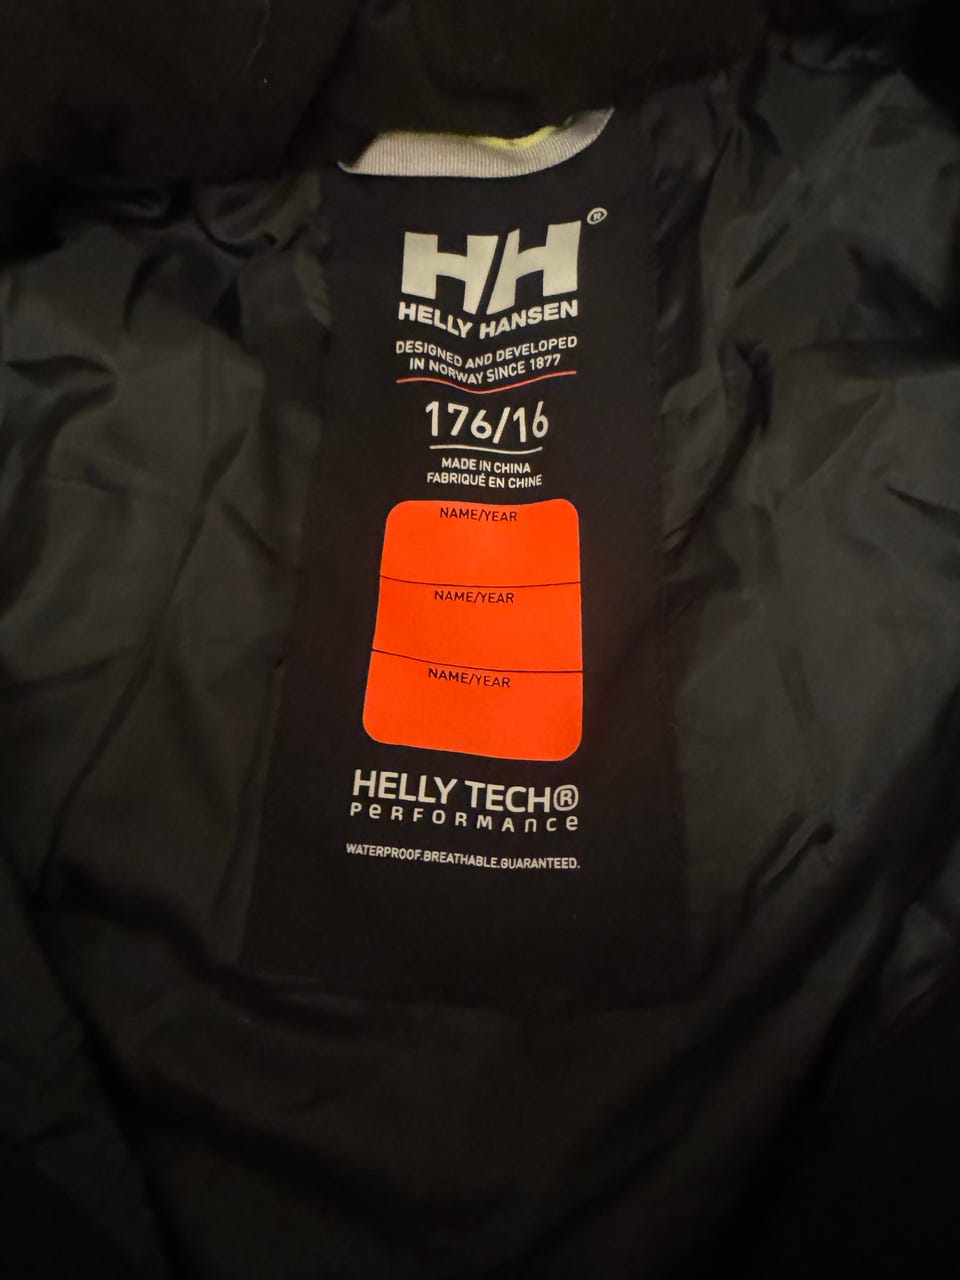 HH®
HELLY HANSEN
DESIGNED AND DEVELOPED
IN NORWAY SINCE 1877
176/16
MADE IN CHINA
FABRIQUÉ EN CHINE
NAME/YEAR
NAME/YEAR
NAME/YEAR
HELLY TECH®
PERFORMANCE
WATERPROOF.BREATHABLE.GUARANTEED.